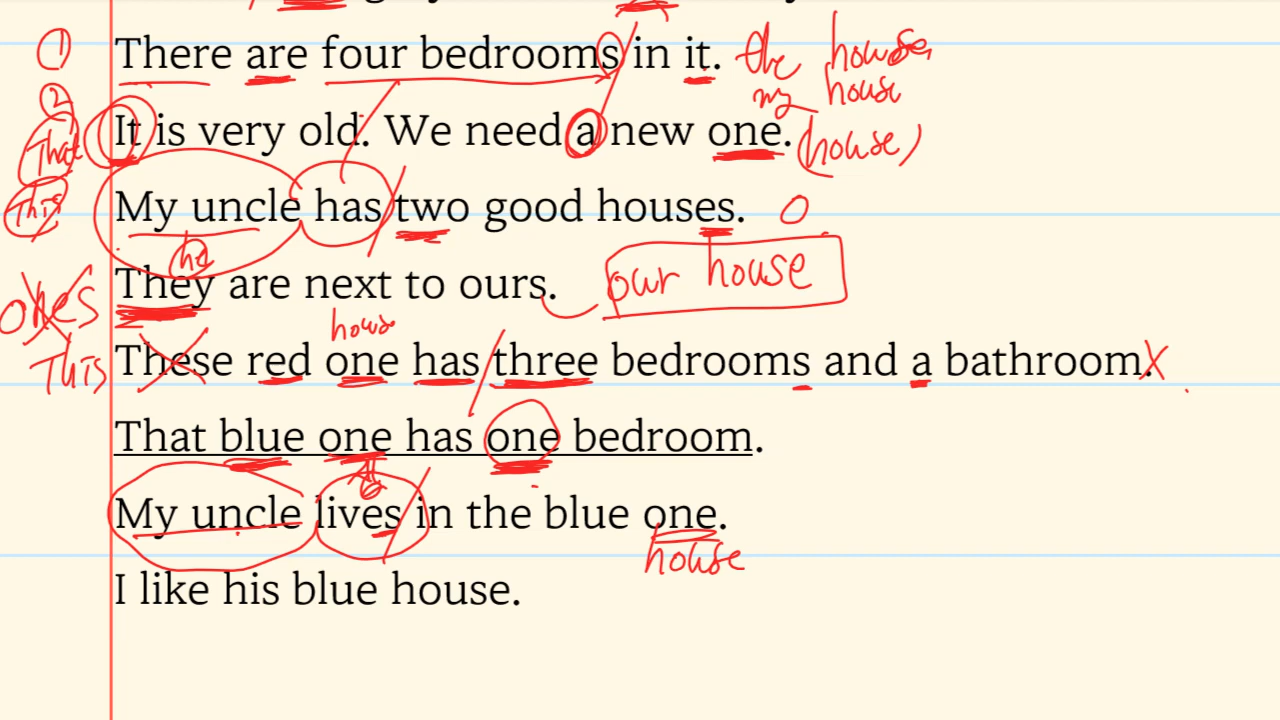 ① There are four bedrooms in it. the house,
② my house
That It is very old. We need a new one. (house)
This My uncle has two good houses. O
he
They are next to ours. our house
ones house
This These red one has three bedrooms and a bathroom. X
That blue one has one bedroom.
My uncle lives in the blue one.
house
I like his blue house.